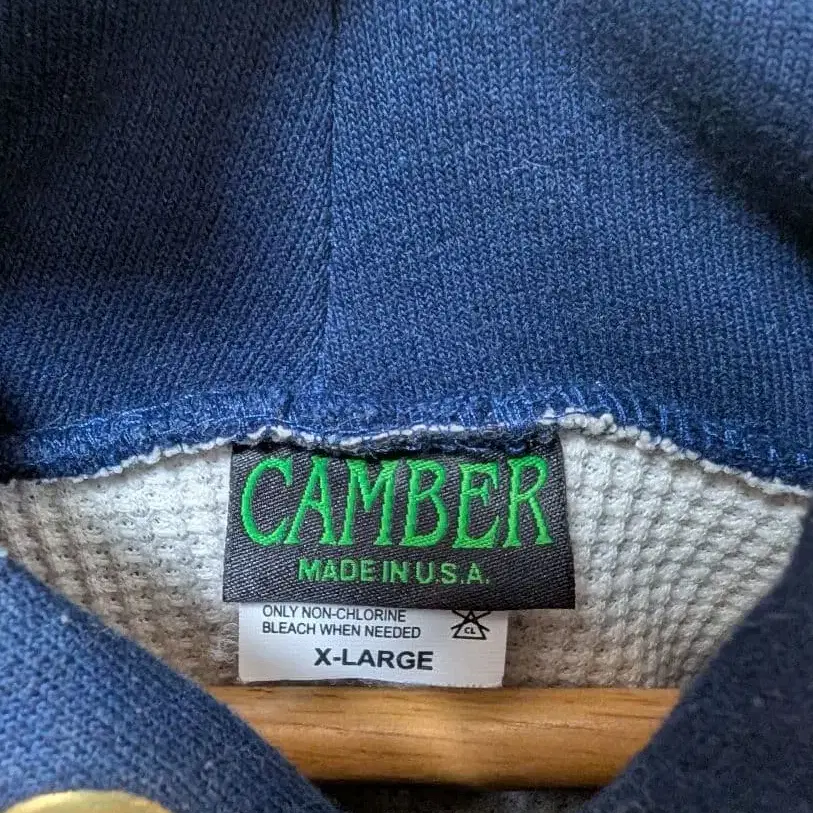 CAMBER
MADE IN U.S.A.
ONLY NON-CHLORINE
BLEACH WHEN NEEDED
CL
X-LARGE